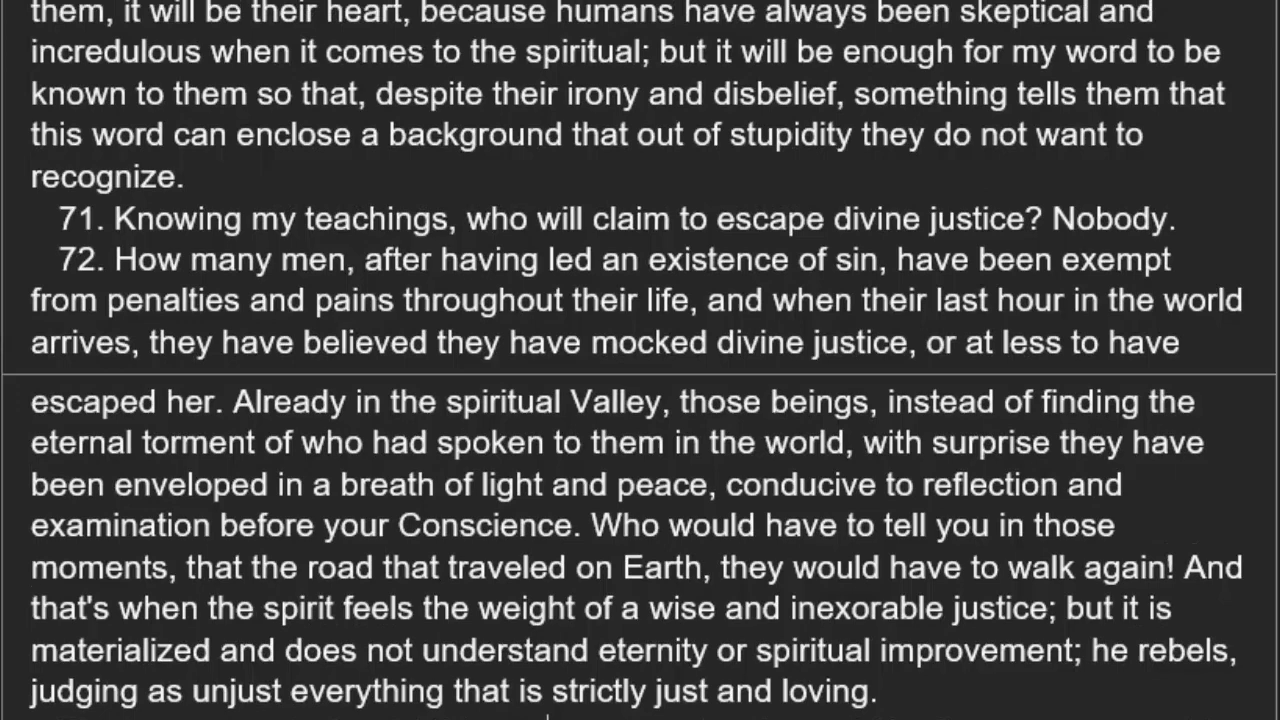 them, it will be their heart, because humans have always been skeptical and
incredulous when it comes to the spiritual; but it will be enough for my word to be
known to them so that, despite their irony and disbelief, something tells them that
this word can enclose a background that out of stupidity they do not want to
recognize.
71. Knowing my teachings, who will claim to escape divine justice? Nobody.
72. How many men, after having led an existence of sin, have been exempt
from penalties and pains throughout their life, and when their last hour in the world
arrives, they have believed they have mocked divine justice, or at less to have
escaped her. Already in the spiritual Valley, those beings, instead of finding the
eternal torment of who had spoken to them in the world, with surprise they have
been enveloped in a breath of light and peace, conducive to reflection and
examination before your Conscience. Who would have to tell you in those
moments, that the road that traveled on Earth, they would have to walk again! And
that's when the spirit feels the weight of a wise and inexorable justice; but it is
materialized and does not understand eternity or spiritual improvement; he rebels,
judging as unjust everything that is strictly just and loving.